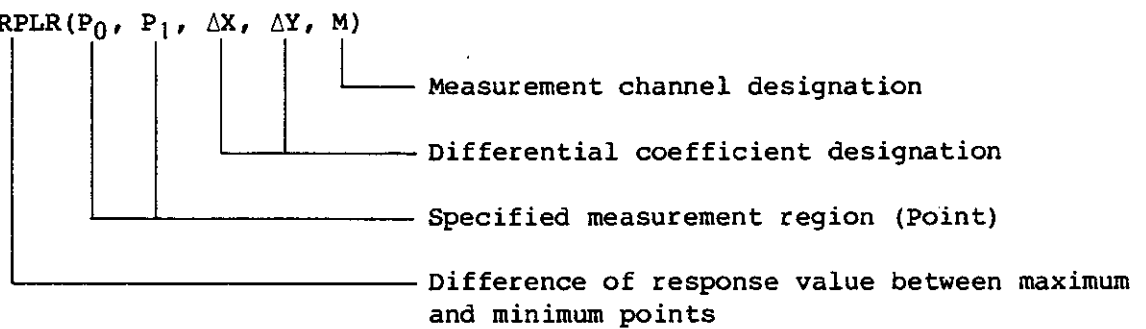 RPLR(P0, P1, ΔX, ΔY, M)
Measurement channel designation
Differential coefficient designation
Specified measurement region (Point)
Difference of response value between maximum
and minimum points